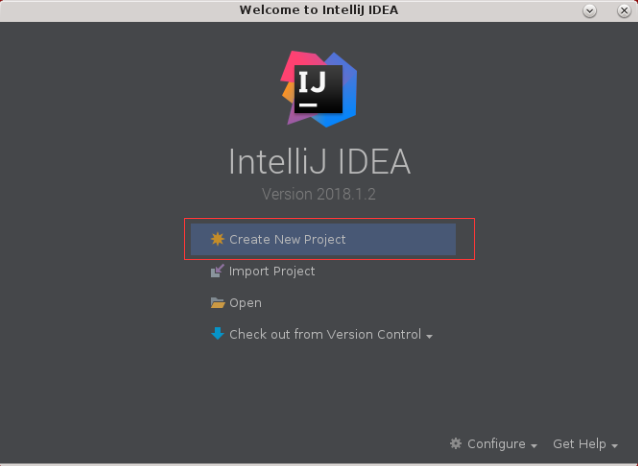 Welcome to IntelliJ IDEA
IJ
IntelliJ IDEA
Version 2018.1.2
Create New Project
Import Project
Open
Check out from Version Control
Configure Get Help